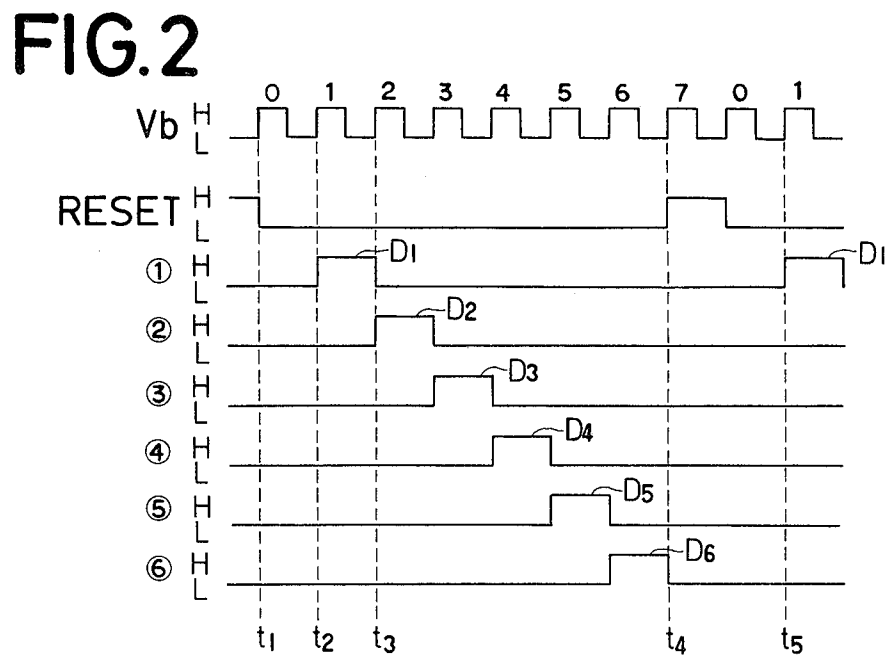 FIG.2
0 1 2 3 4 5 6 7 0 1
Vb H L
RESET H L
① H L D1 D1
② H L D2
③ H L D3
④ H L D4
⑤ H L D5
⑥ H L D6
t1 t2 t3 t4 t5